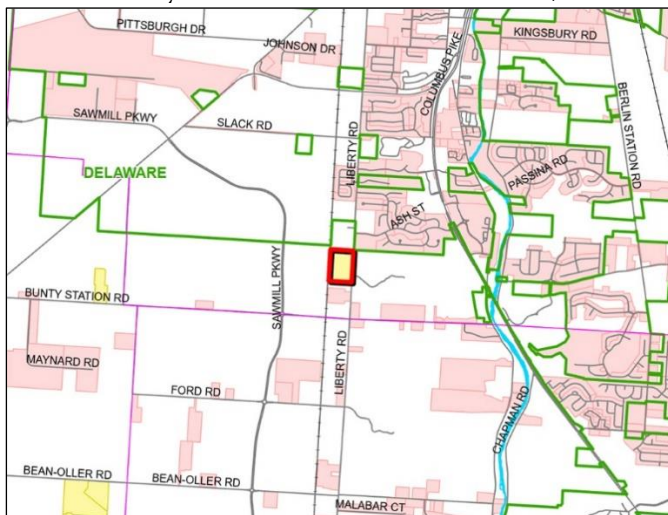 PITTSBURGH DR
JOHNSON DR
COLUMBUS PIKE
KINGSBURY RD
SAWMILL PKWY
SLACK RD
LIBERTY RD
BERLIN STATION RD
DELAWARE
PASSINA RD
ASH ST
BUNTY STATION RD
SAWMILL PKWY
MAYNARD RD
LIBERTY RD
FORD RD
CHAPMAN RD
BEAN-OLLER RD
BEAN-OLLER RD
MALABAR CT